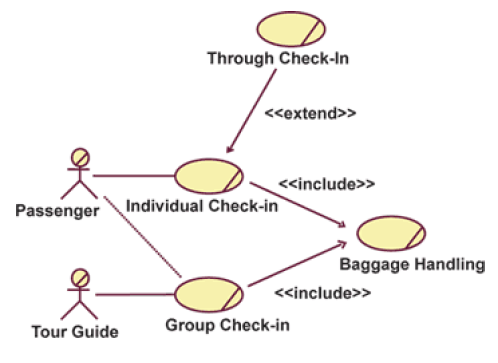 Through Check-In
<<extend>>
<<include>>
Passenger
Individual Check-in
Baggage Handling
<<include>>
Tour Guide
Group Check-in